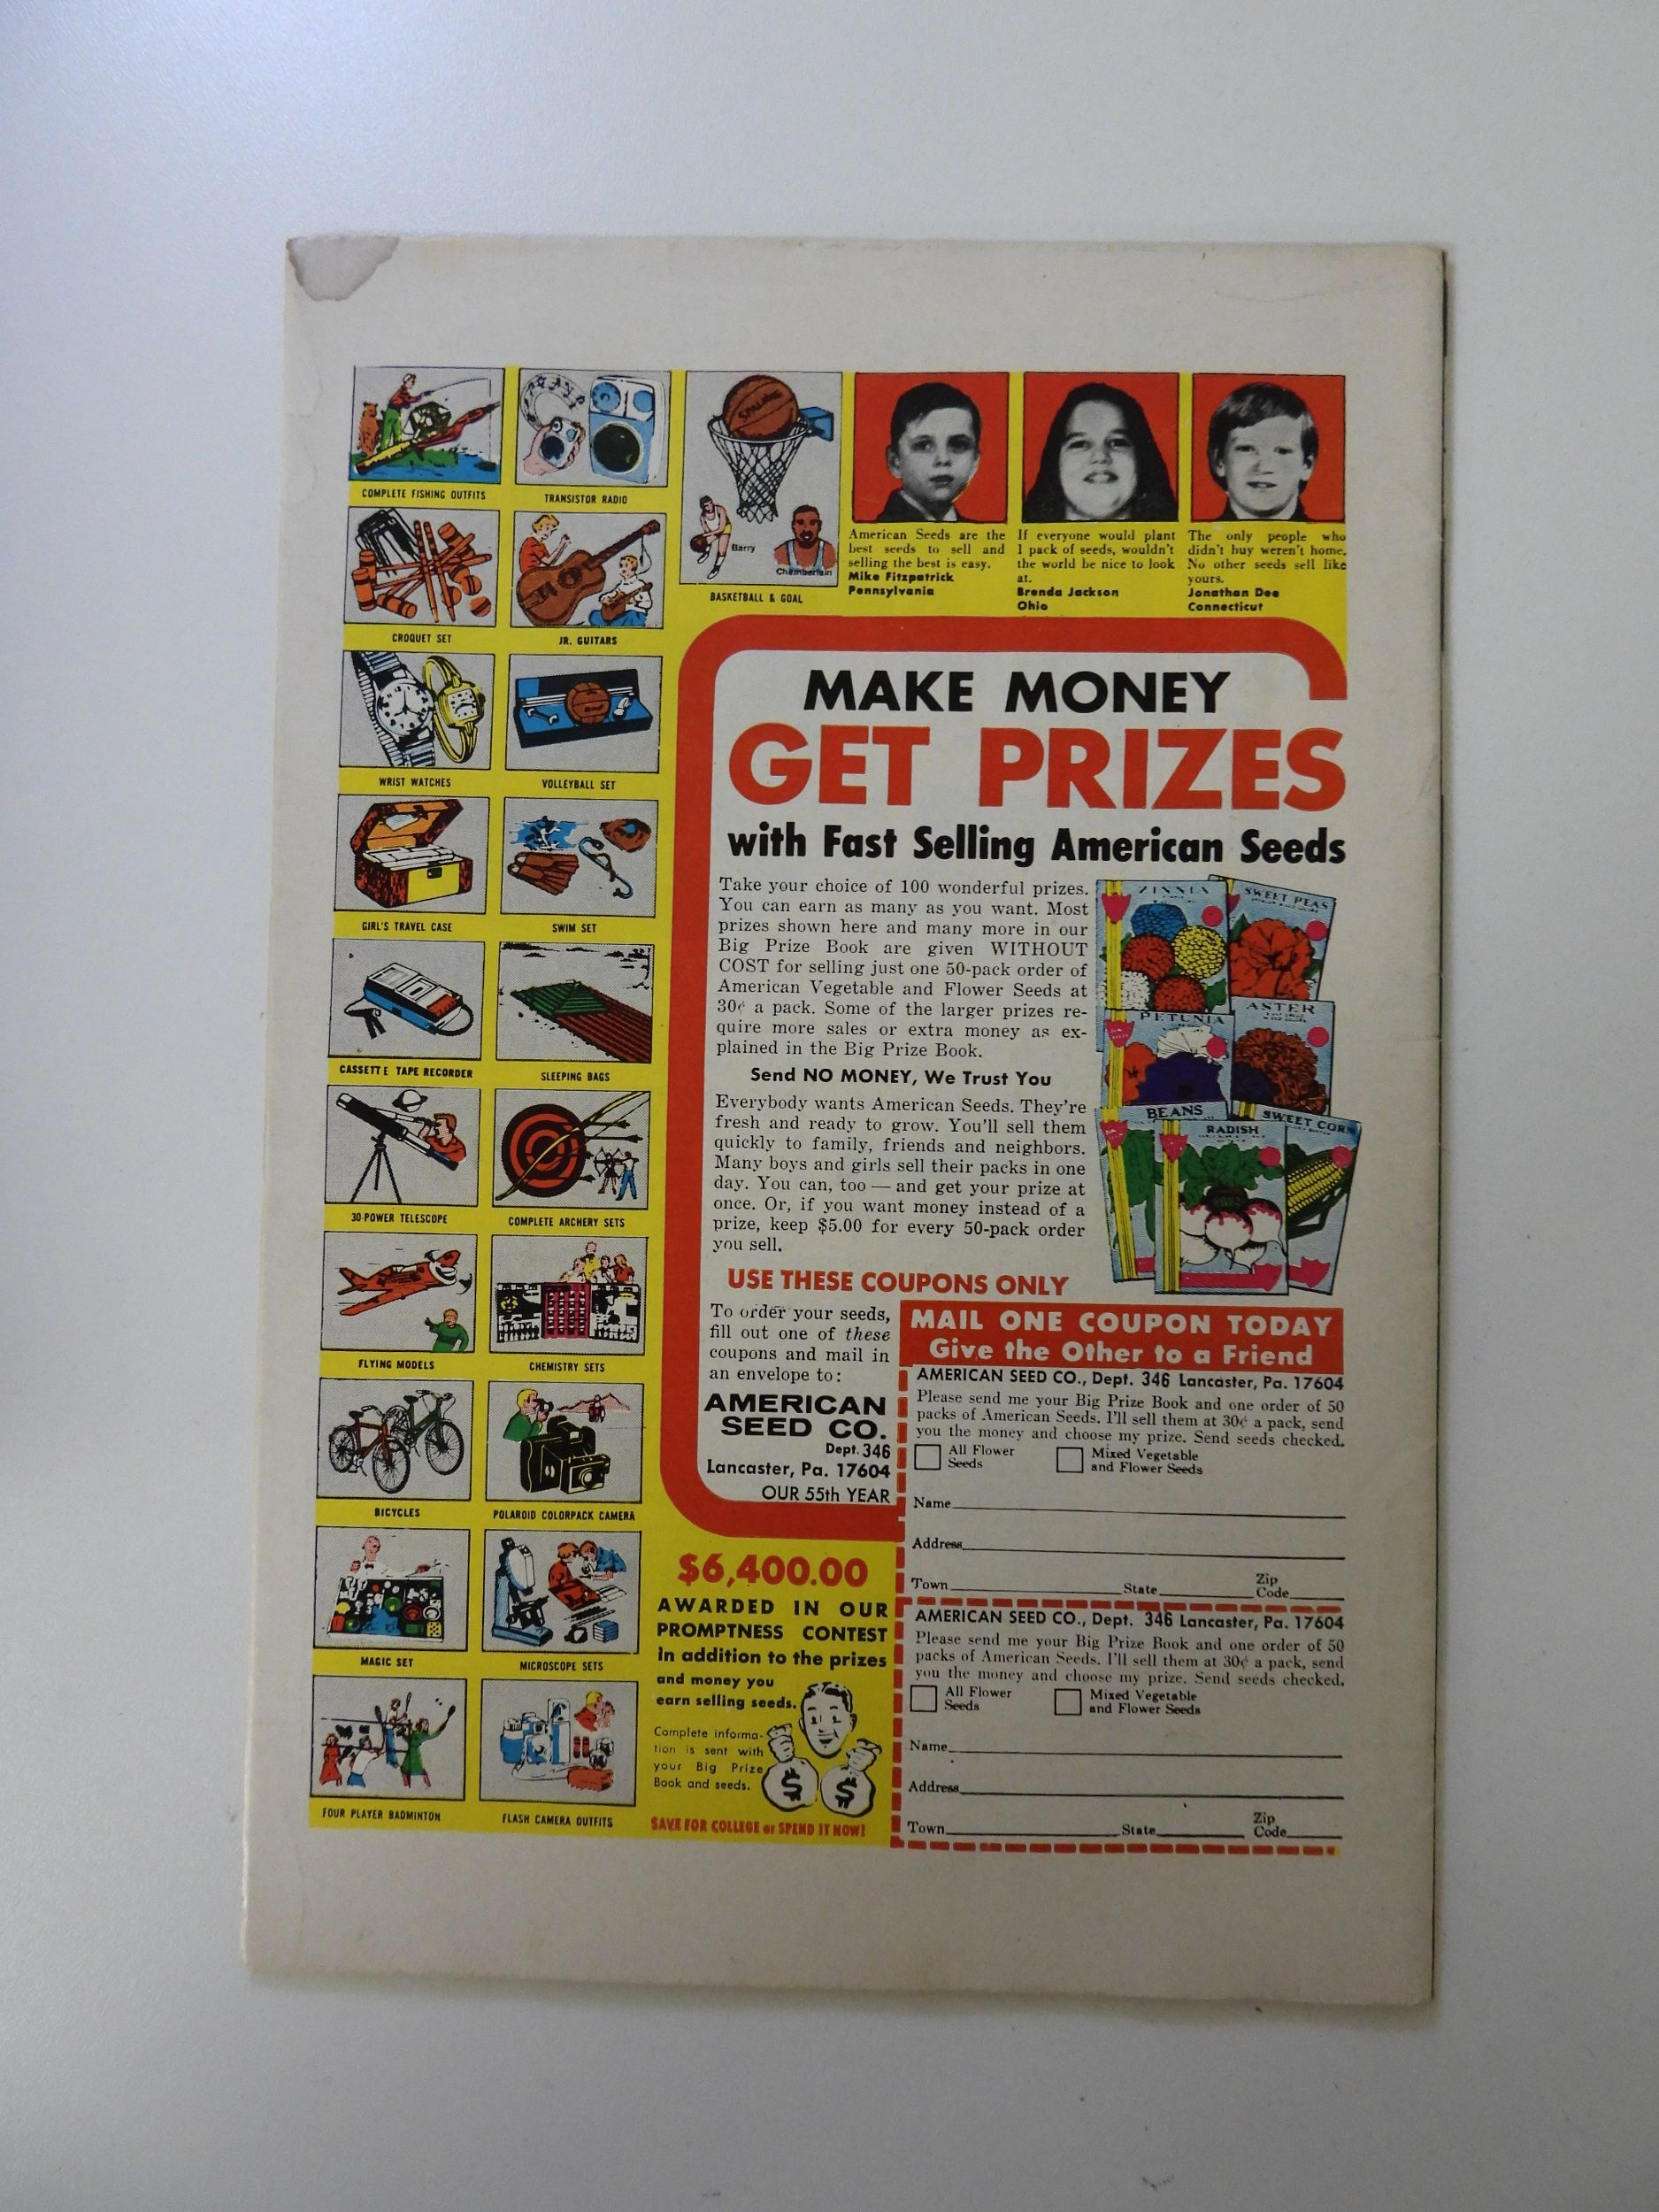 COMPLETE FISHING OUTFITS
TRANSISTOR RADIO
SPALDING
Barry
Chamberlain
BASKETBALL & GOAL
CROQUET SET
JR. GUITARS
WRIST WATCHES
VOLLEYBALL SET
GIRL'S TRAVEL CASE
SWIM SET
CASSETTE TAPE RECORDER
SLEEPING BAGS
30-POWER TELESCOPE
COMPLETE ARCHERY SETS
FLYING MODELS
CHEMISTRY SETS
BICYCLES
POLAROID COLORPACK CAMERA
MAGIC SET
MICROSCOPE SETS
FOUR PLAYER BADMINTON
FLASH CAMERA OUTFITS
American Seeds are the
best seeds to sell and
selling the best is easy.
Mike Fitzpatrick
Pennsylvania
If everyone would plant
1 pack of seeds, wouldn't
the world be nice to look
at.
Brenda Jackson
Ohio
The only people who
didn't buy weren't home.
No other seeds sell like
yours.
Jonathan Dee
Connecticut
MAKE MONEY
GET PRIZES
with Fast Selling American Seeds
Take your choice of 100 wonderful prizes.
You can earn as many as you want. Most
prizes shown here and many more in our
Big Prize Book are given WITHOUT
COST for selling just one 50-pack order of
American Vegetable and Flower Seeds at
30¢ a pack. Some of the larger prizes re-
quire more sales or extra money as ex-
plained in the Big Prize Book.
Send NO MONEY, We Trust You
Everybody wants American Seeds. They're
fresh and ready to grow. You'll sell them
quickly to family, friends and neighbors.
Many boys and girls sell their packs in one
day. You can, too — and get your prize at
once. Or, if you want money instead of a
prize, keep $5.00 for every 50-pack order
you sell.
ZINNIA
SWEET PEAS
PETUNIA
ASTER
BEANS
RADISH
SWEET CORN
USE THESE COUPONS ONLY
To order your seeds,
fill out one of these
coupons and mail in
an envelope to:
AMERICAN
SEED CO.
Dept. 346
Lancaster, Pa. 17604
OUR 55th YEAR
MAIL ONE COUPON TODAY
Give the Other to a Friend
AMERICAN SEED CO., Dept. 346 Lancaster, Pa. 17604
Please send me your Big Prize Book and one order of 50
packs of American Seeds. I'll sell them at 30¢ a pack, send
you the money and choose my prize. Send seeds checked.
All Flower
Seeds
Mixed Vegetable
and Flower Seeds
Name
Address
Town State Zip
Code
AMERICAN SEED CO., Dept. 346 Lancaster, Pa. 17604
Please send me your Big Prize Book and one order of 50
packs of American Seeds. I'll sell them at 30¢ a pack, send
you the money and choose my prize. Send seeds checked.
All Flower
Seeds
Mixed Vegetable
and Flower Seeds
Name
Address
Town State Zip
Code
$6,400.00
AWARDED IN OUR
PROMPTNESS CONTEST
in addition to the prizes
and money you
earn selling seeds.
Complete informa-
tion is sent with
your Big Prize
Book and seeds.
$ $
SAVE FOR COLLEGE or SPEND IT NOW!